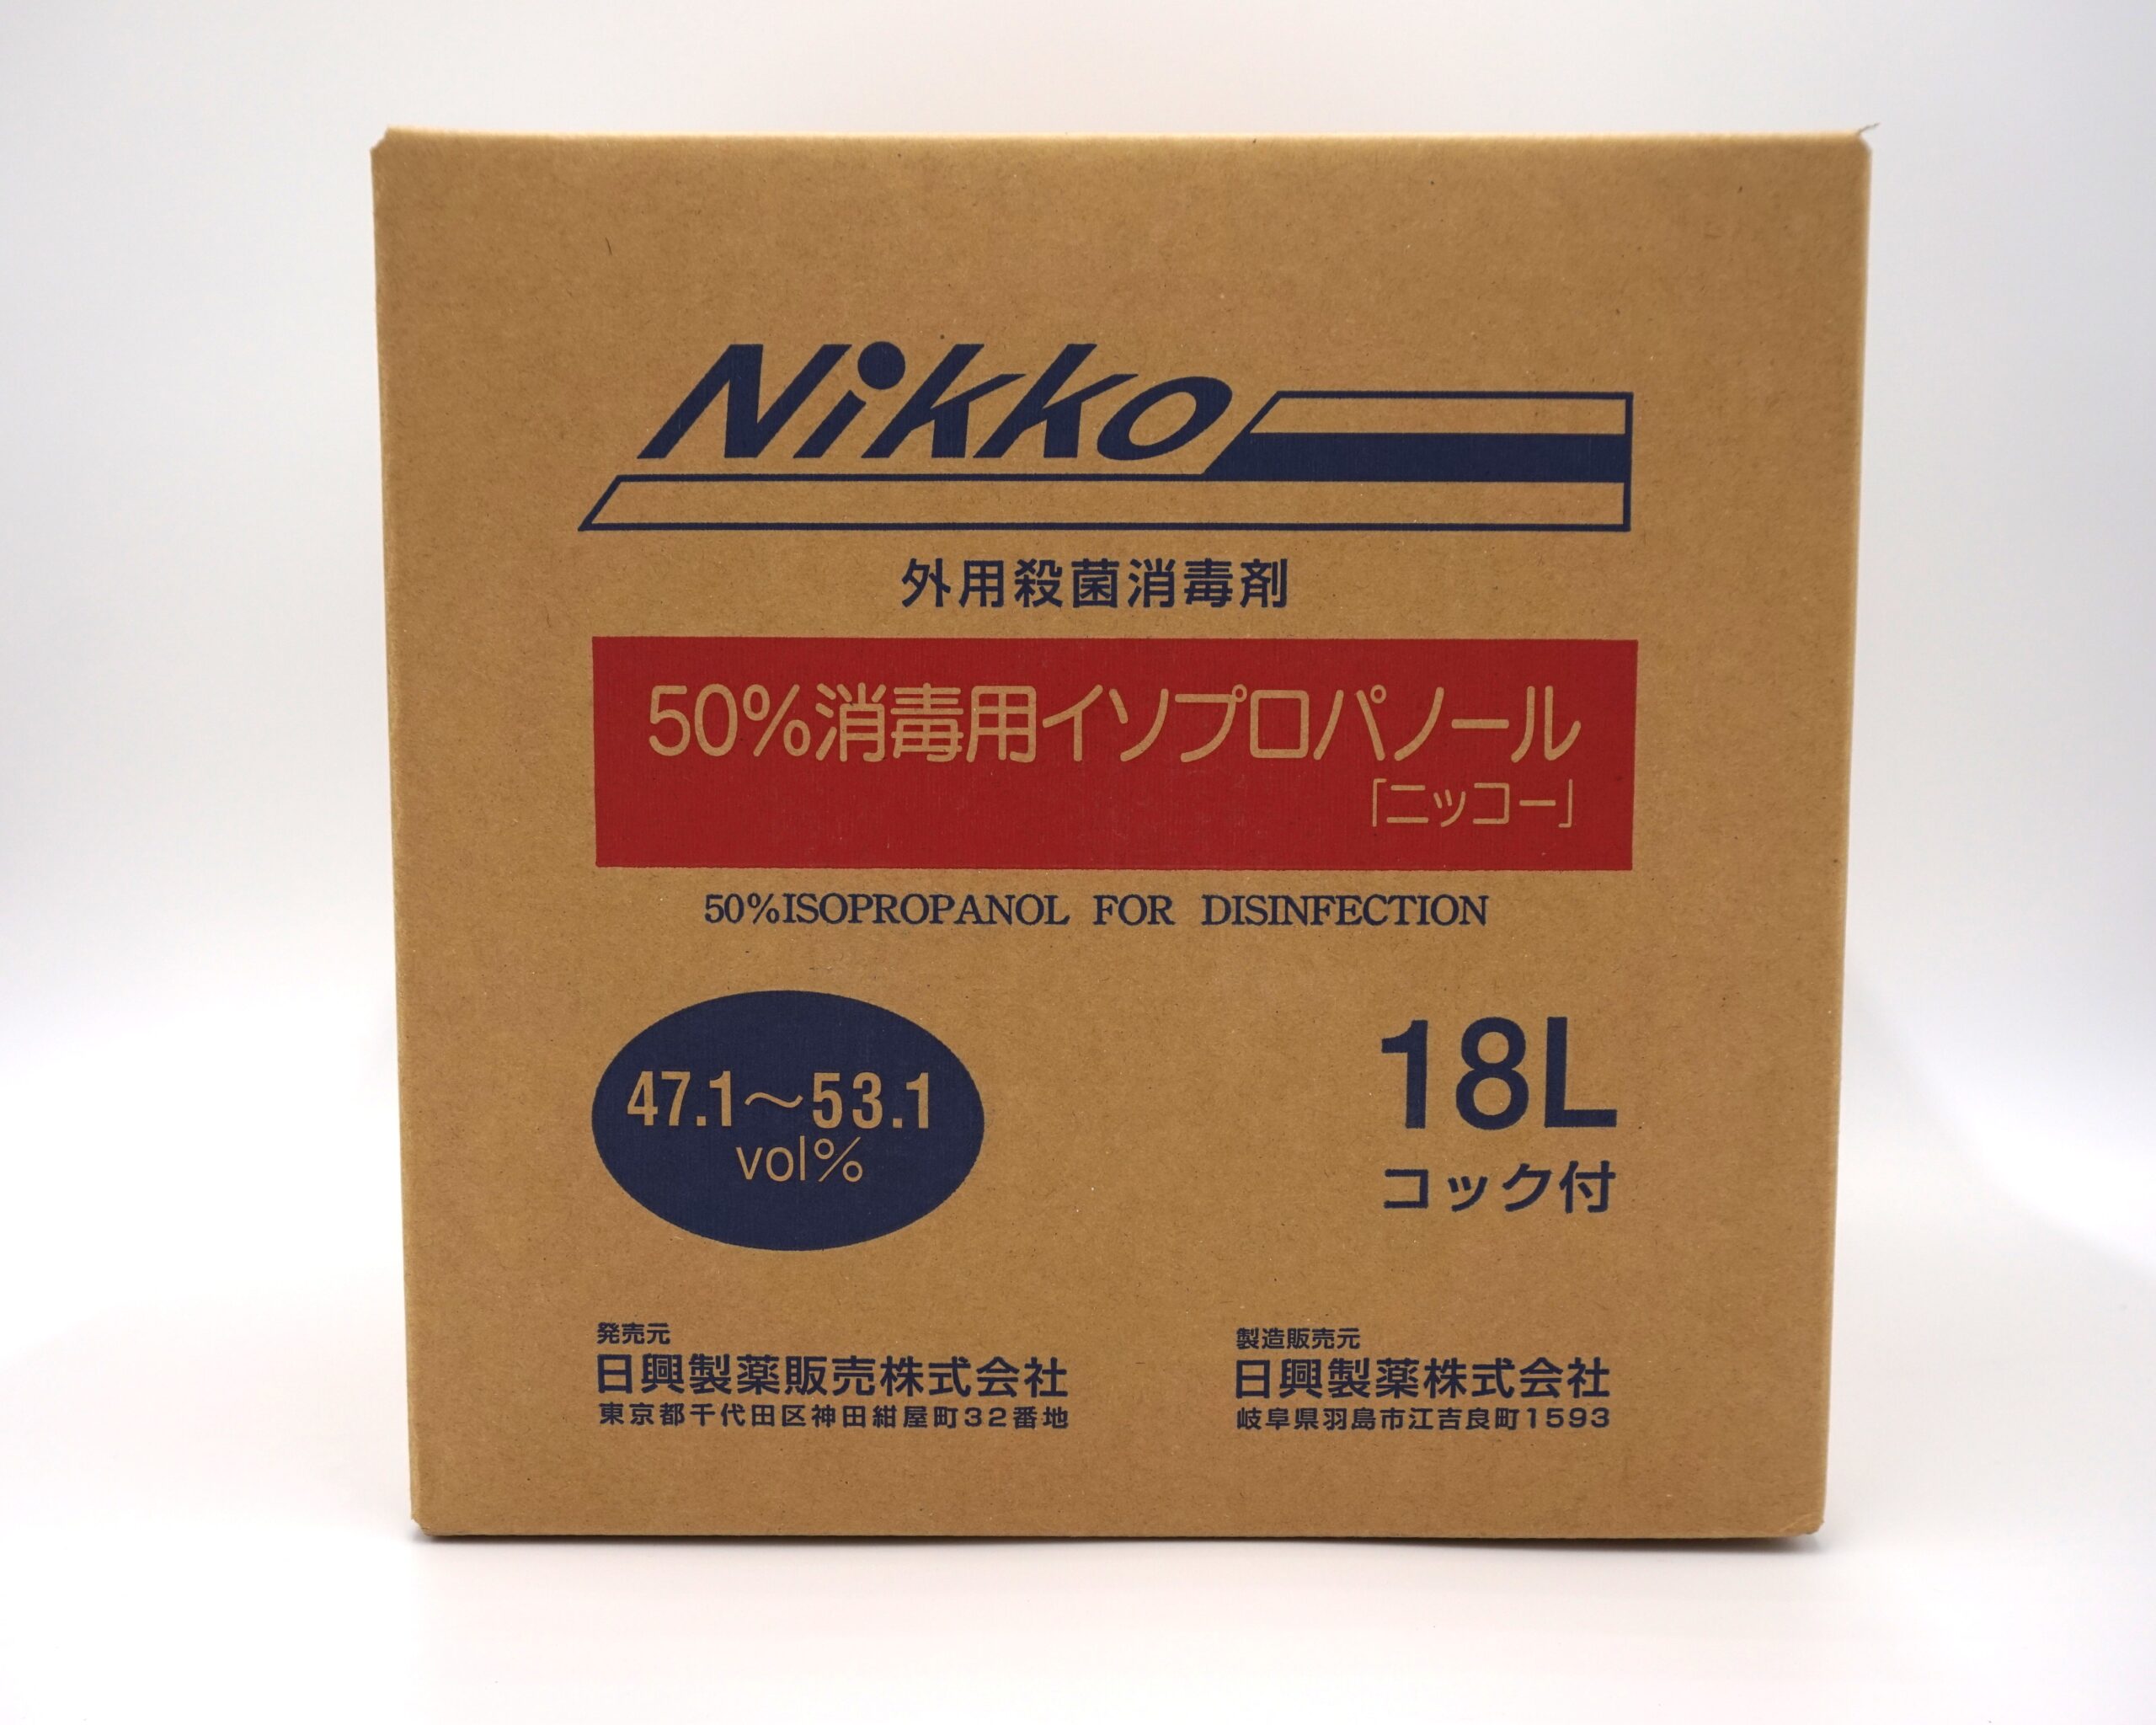 Nikko
外用殺菌消毒剤
50%消毒用イソプロパノール
「ニッコー」
50%ISOPROPANOL FOR DISINFECTION
47.1〜53.1
vol%
18L
コック付
発売元
日興製薬販売株式会社
東京都千代田区神田紺屋町32番地
製造販売元
日興製薬株式会社
岐阜県羽島市江吉良町1593